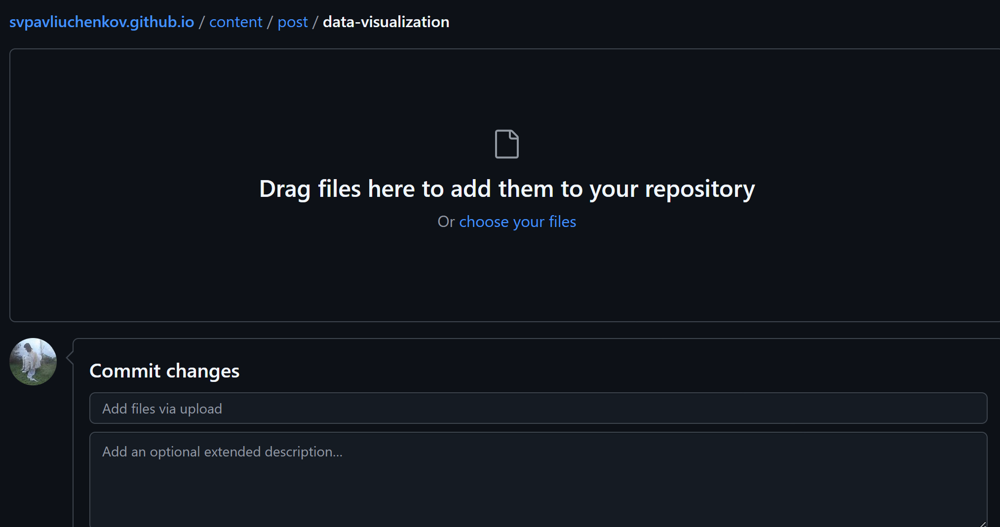 svpavliuchenkov.github.io / content / post / data-visualization
Drag files here to add them to your repository
Or choose your files
Commit changes
Add files via upload
Add an optional extended description...